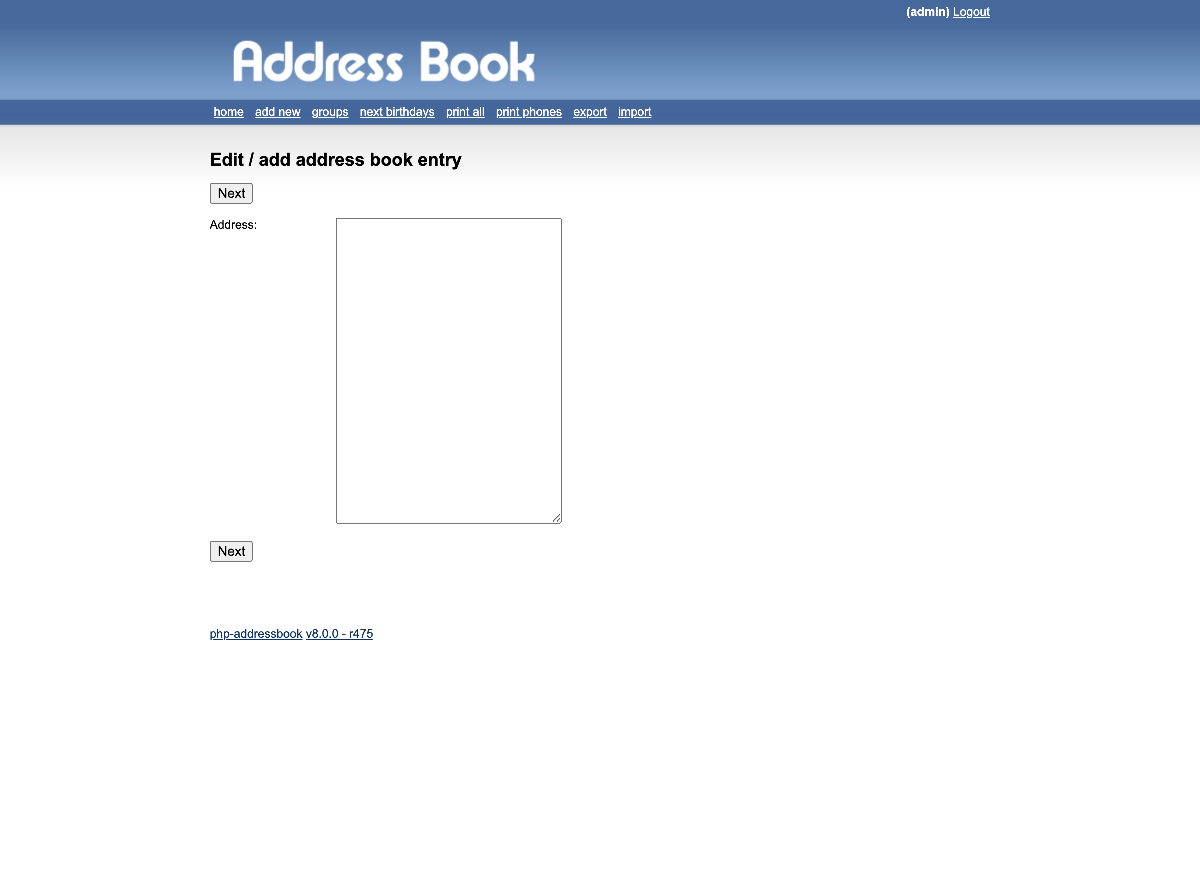 (admin) Logout
Address Book
home add new groups next birthdays print all print phones export import
Edit / add address book entry
Next
Address:
Next
php-addressbook v8.0.0 - r475